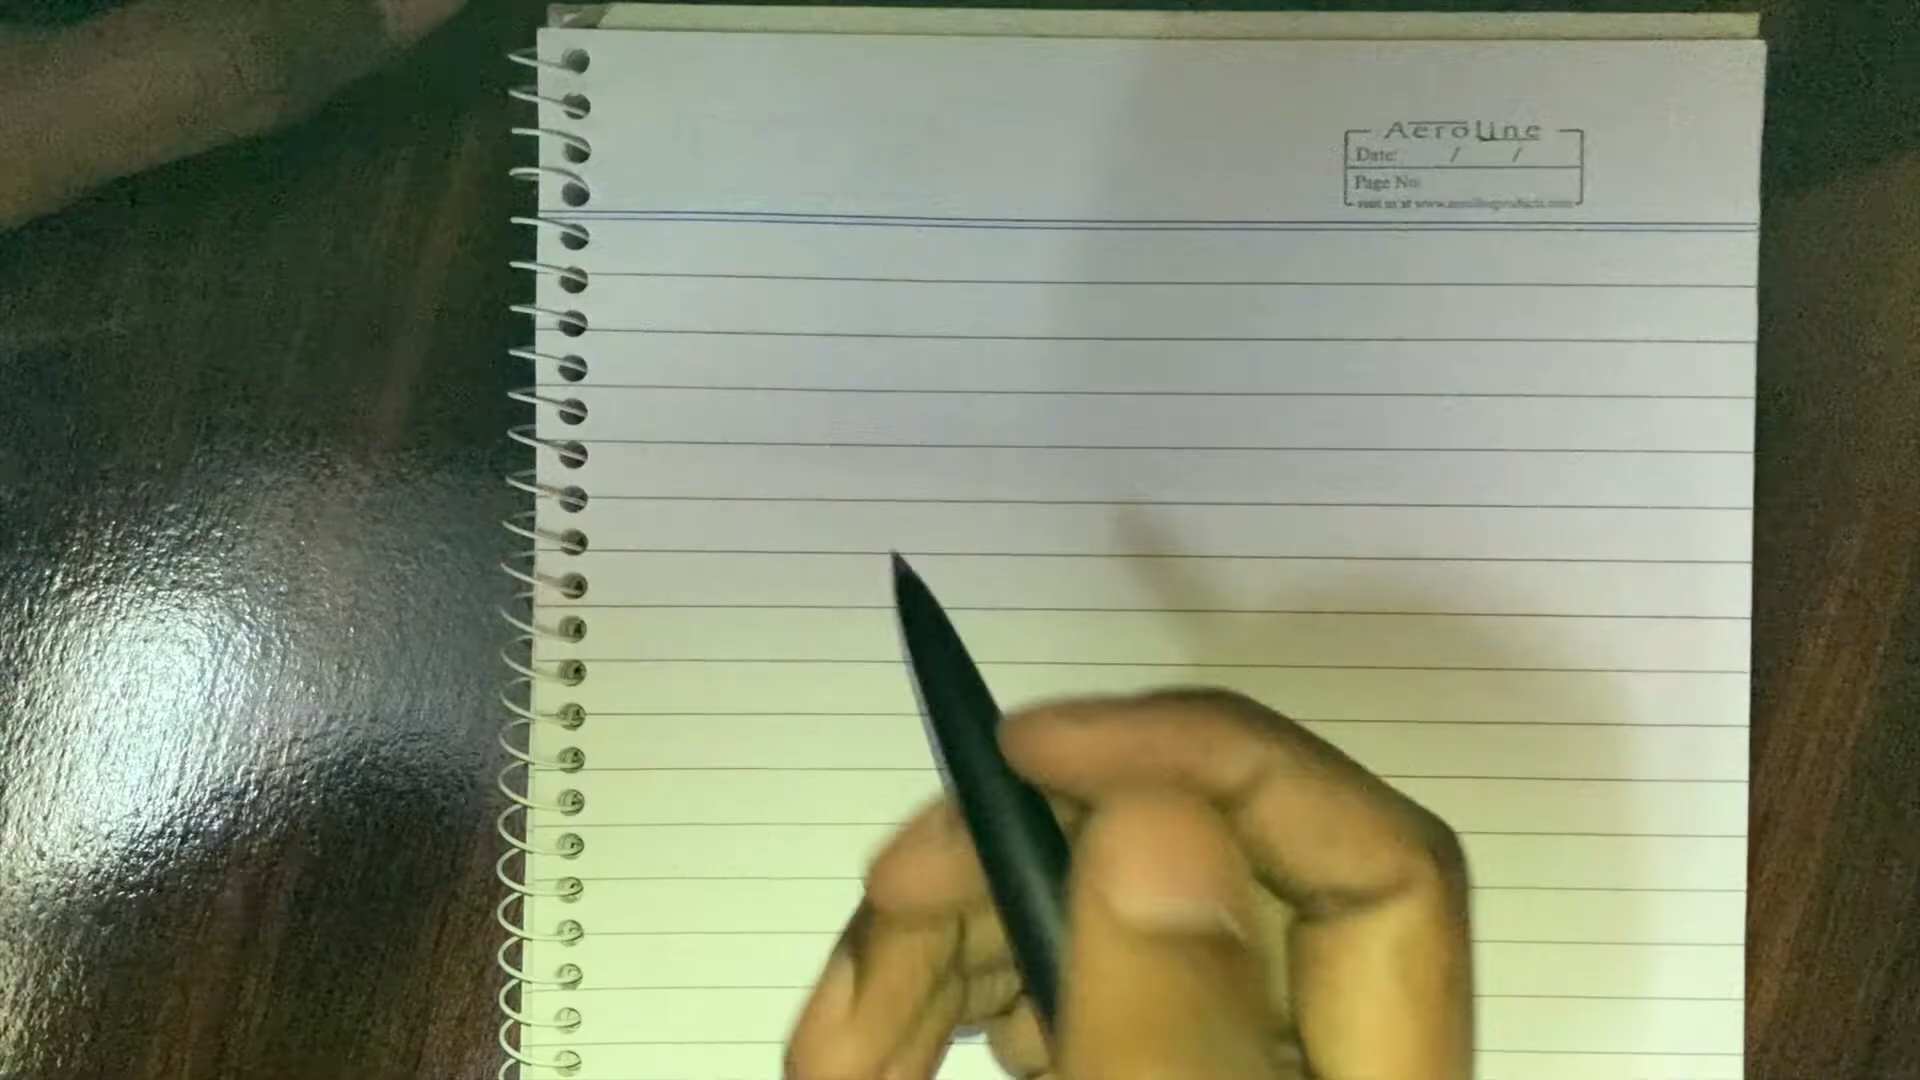 Aeroline
Date: / /
Page No: